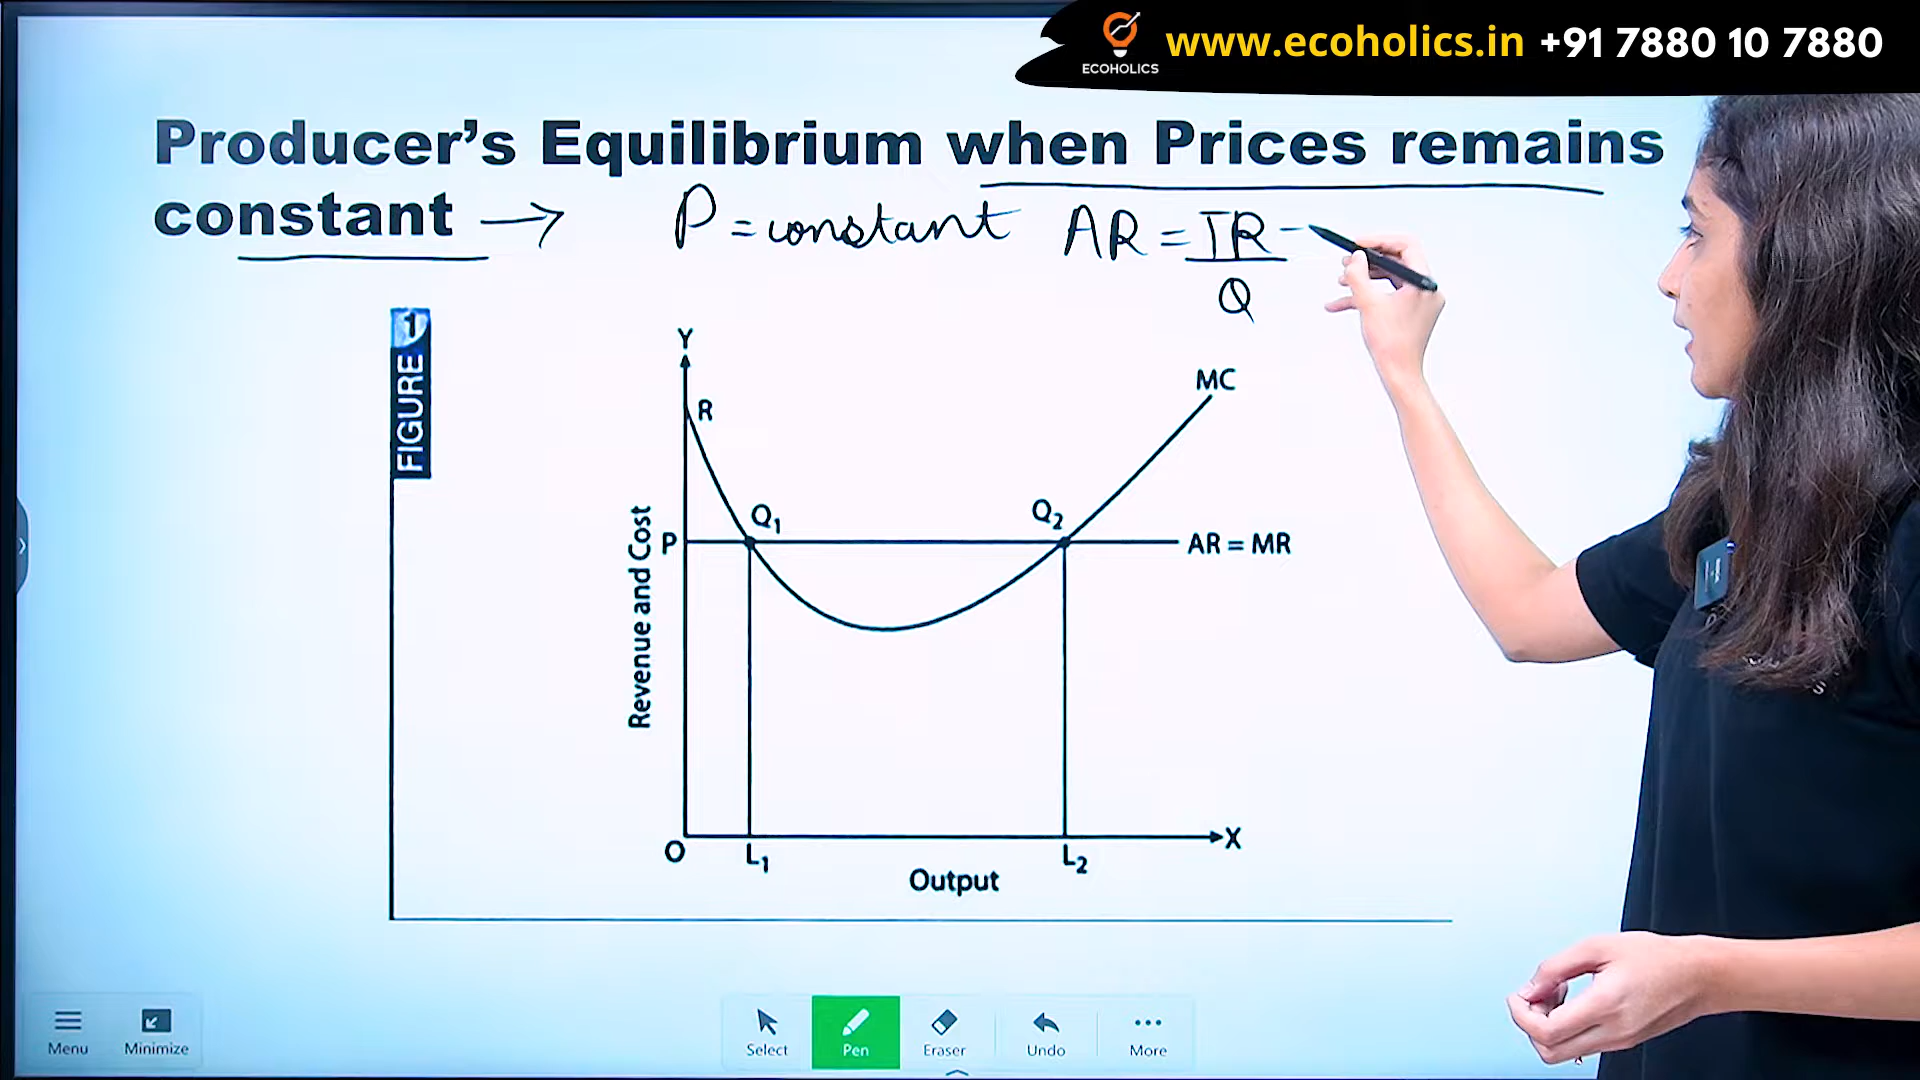 www.ecoholics.in +91 7880 10 7880
ECOHOLICS
Producer's Equilibrium when Prices remains
constant → P = constant AR = TR
Q
FIGURE 1
Y
MC
R
Q₁
Q₂
P
AR = MR
Revenue and Cost
O
L₁
L₂
X
Output
Menu
Minimize
Select
Pen
Eraser
Undo
More